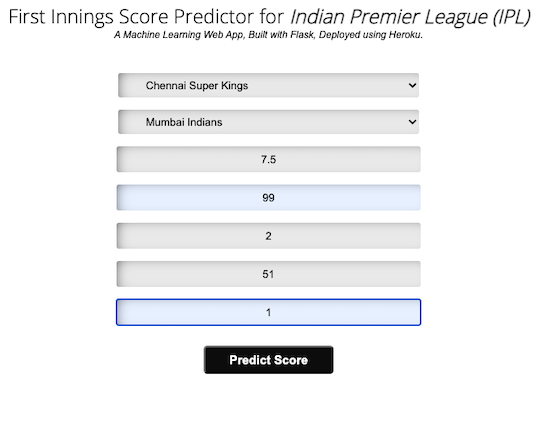 First Innings Score Predictor for Indian Premier League (IPL)
A Machine Learning Web App, Built with Flask, Deployed using Heroku.
Chennai Super Kings
Mumbai Indians
7.5
99
2
51
1
Predict Score